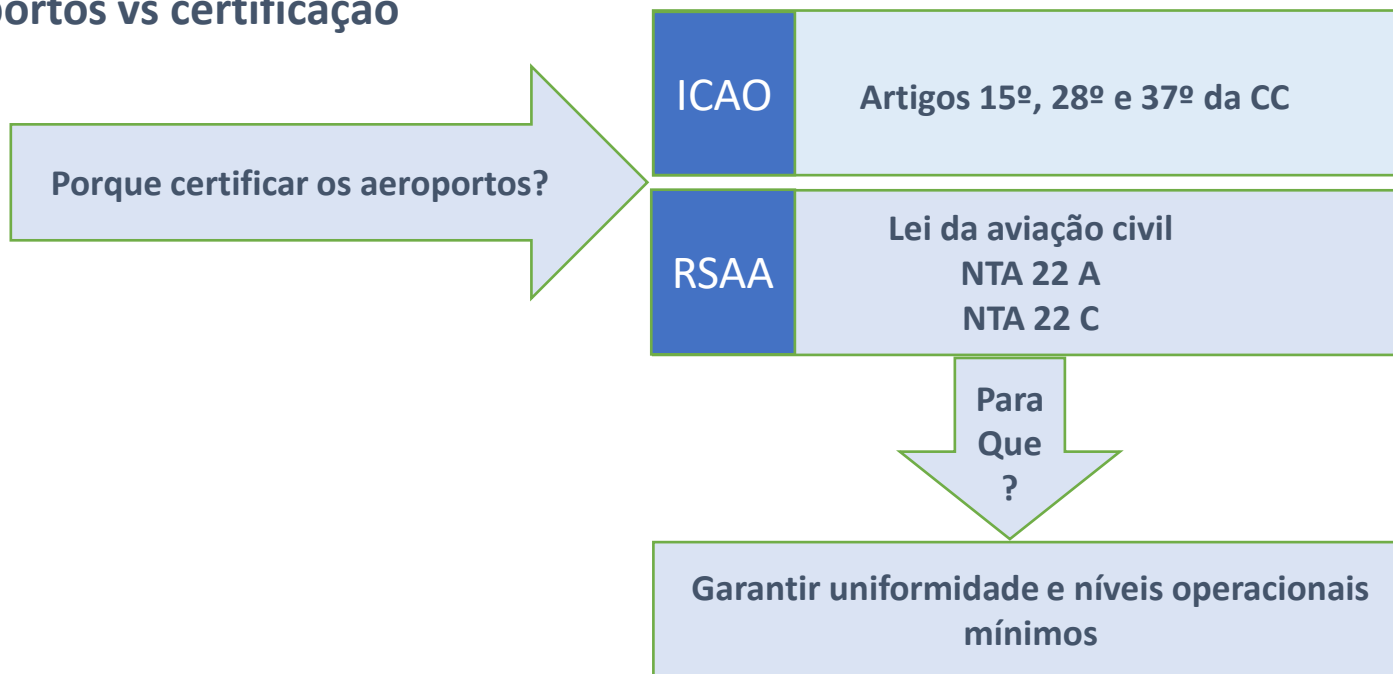 portos vs certificação
Porque certificar os aeroportos?
ICAO
Artigos 15º, 28º e 37º da CC
RSAA
Lei da aviação civil
NTA 22 A
NTA 22 C
Para
Que
?
Garantir uniformidade e níveis operacionais
mínimos